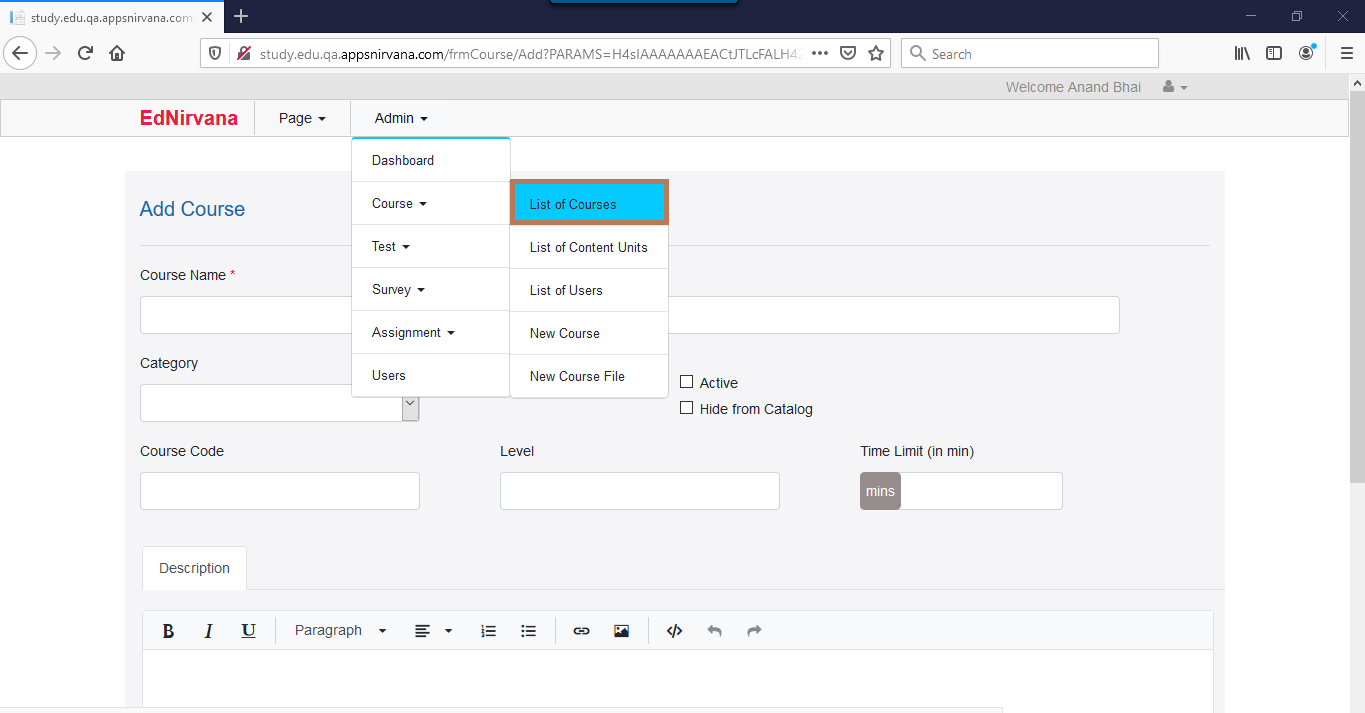 study.edu.qa.appsnirvana.com
study.edu.qa.appsnirvana.com/frmCourse/Add?PARAMS=H4sIAAAAAAAEACtJTLcFALH4
Search
Welcome Anand Bhai
EdNirvana
Page
Admin
Dashboard
Course
Test
Survey
Assignment
Users
List of Courses
List of Content Units
List of Users
New Course
New Course File
Add Course
Course Name *
Category
Active
Hide from Catalog
Course Code
Level
Time Limit (in min)
mins
Description
B I U Paragraph